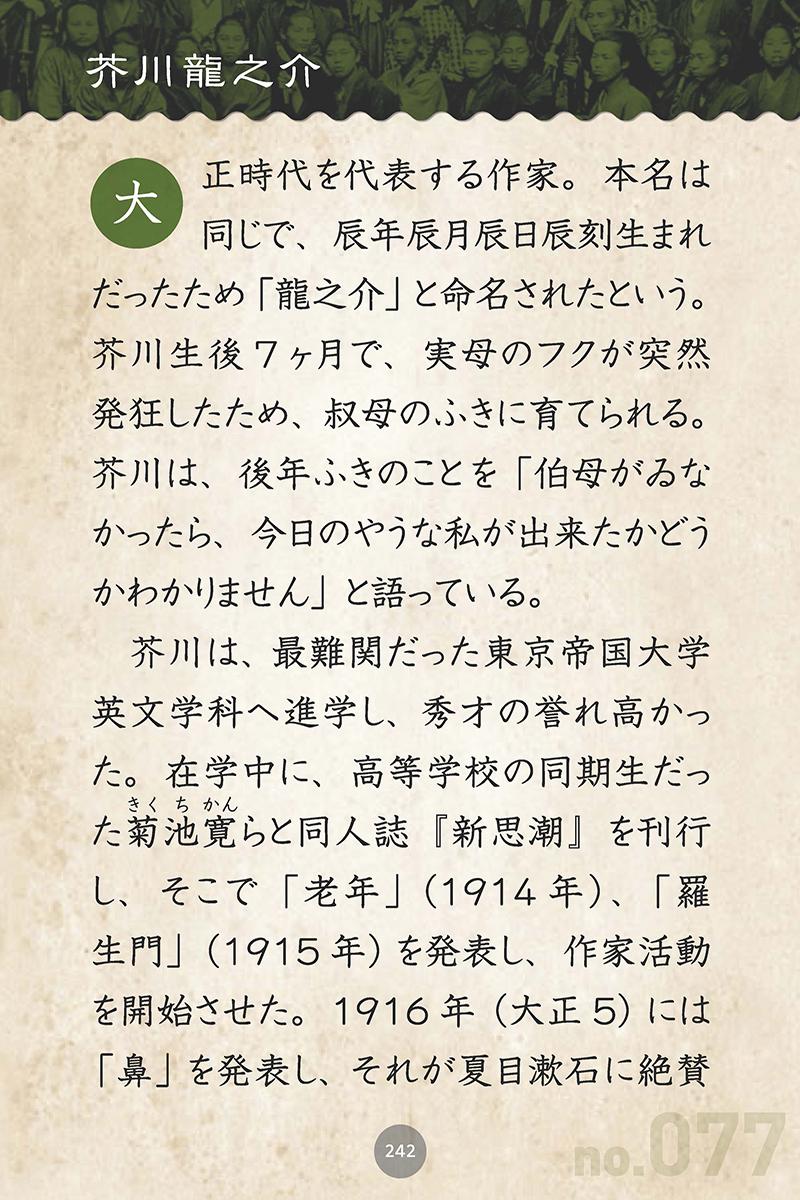 芥川龍之介
大正時代を代表する作家。本名は
同じで、辰年辰月辰日辰刻生まれ
だったため「龍之介」と命名されたという。
芥川生後7ヶ月で、実母のフクが突然
発狂したため、叔母のふきに育てられる。
芥川は、後年ふきのことを「伯母がゐな
かったら、今日のやうな私が出来たかどう
かわかりません」と語っている。
芥川は、最難関だった東京帝国大学
英文学科へ進学し、秀才の誉れ高かっ
た。在学中に、高等学校の同期生だっ
きくちかん
た菊池寛らと同人誌『新思潮』を刊行
し、そこで「老年」(1914年)、「羅
生門」(1915年)を発表し、作家活動
を開始させた。1916年(大正5)には
「鼻」を発表し、それが夏目漱石に絶賛
242
no.077